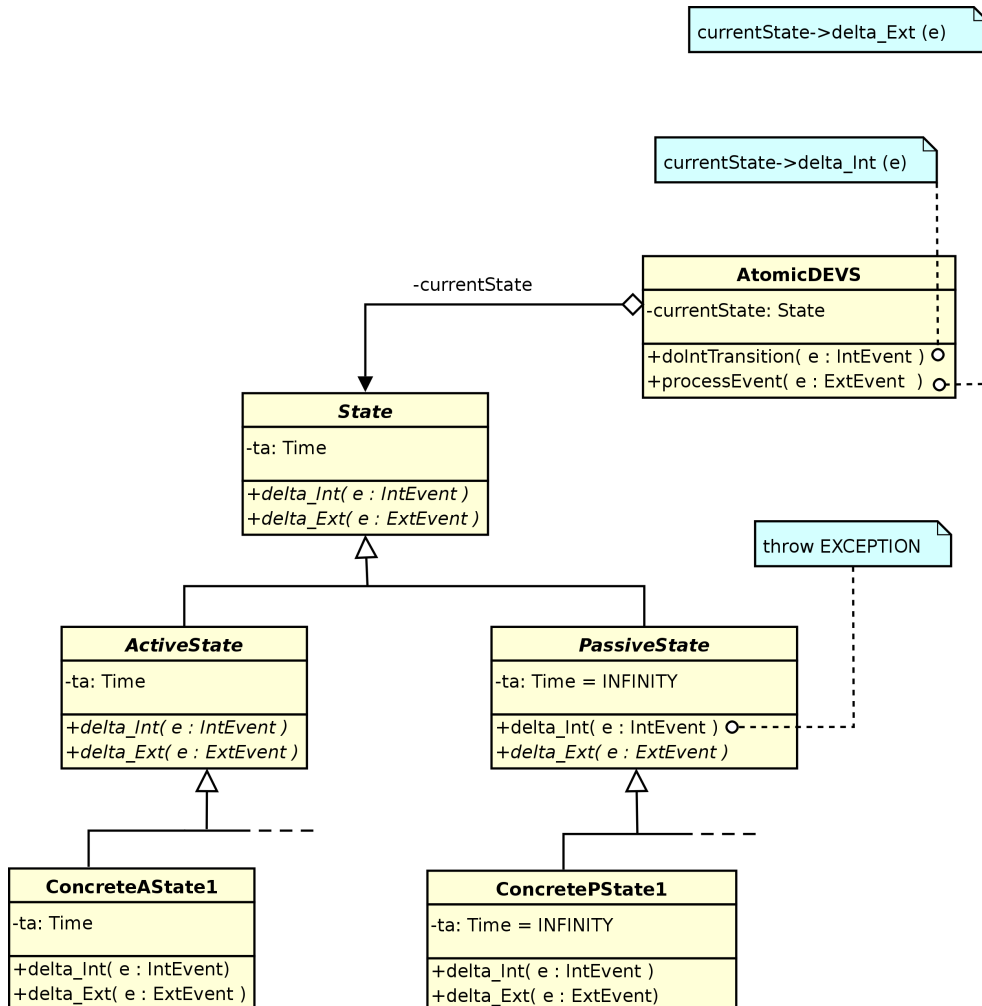 currentState->delta_Ext (e)
currentState->delta_Int (e)
AtomicDEVS
-currentState: State
+doIntTransition( e : IntEvent )
+processEvent( e : ExtEvent  )
-currentState
State
-ta: Time
+delta_Int( e : IntEvent )
+delta_Ext( e : ExtEvent )
throw EXCEPTION
ActiveState
-ta: Time
+delta_Int( e : IntEvent )
+delta_Ext( e : ExtEvent )
PassiveState
-ta: Time = INFINITY
+delta_Int( e : IntEvent )
+delta_Ext( e : ExtEvent )
ConcreteAState1
-ta: Time
+delta_Int( e : IntEvent)
+delta_Ext( e : ExtEvent )
ConcretePState1
-ta: Time = INFINITY
+delta_Int( e : IntEvent )
+delta_Ext( e : ExtEvent)